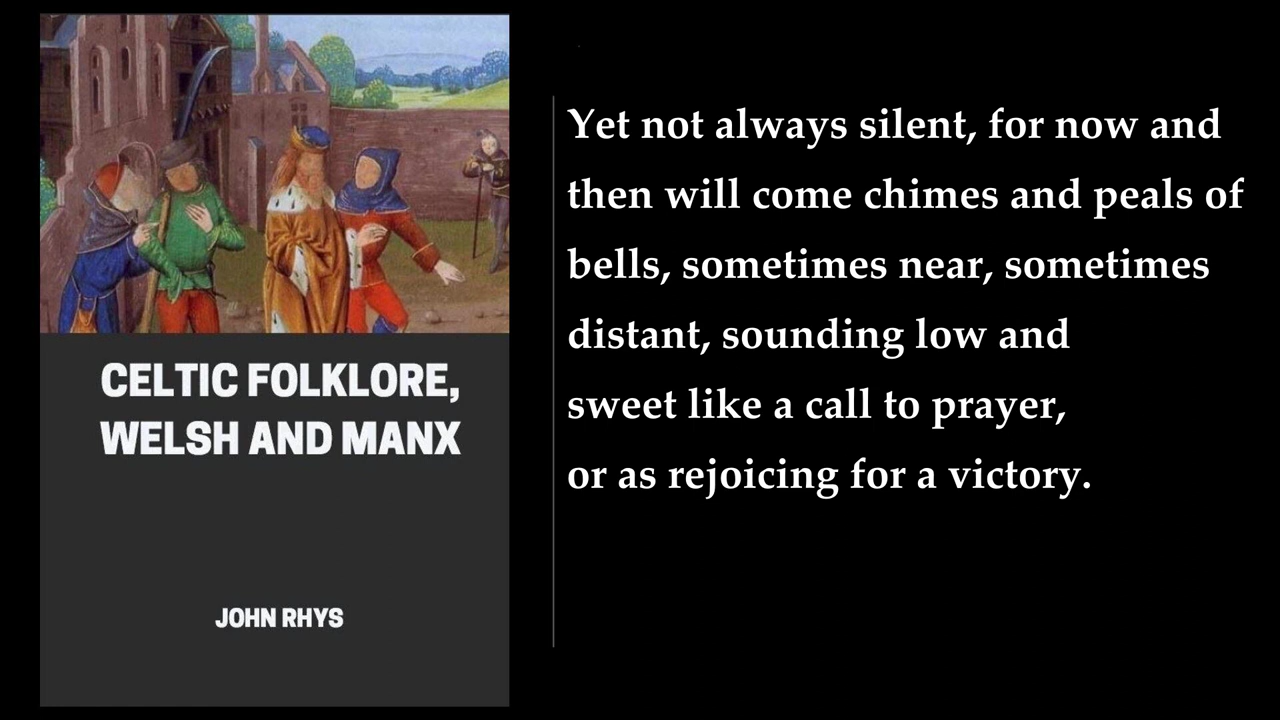 CELTIC FOLKLORE,
WELSH AND MANX
JOHN RHYS
Yet not always silent, for now and
then will come chimes and peals of
bells, sometimes near, sometimes
distant, sounding low and
sweet like a call to prayer,
or as rejoicing for a victory.